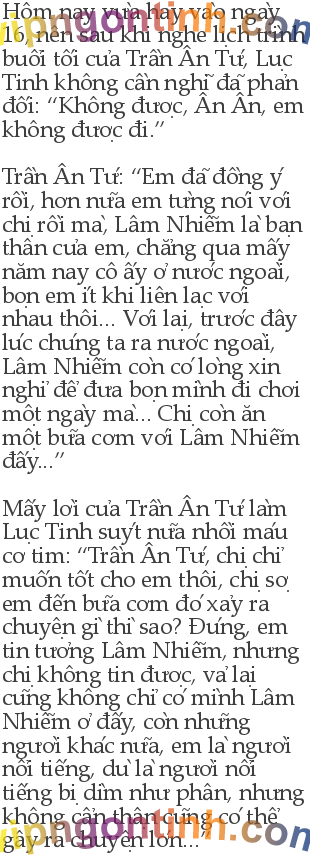 Hôm nay vừa hay vào ngày
16, nên sau khi nghe lịch trình
buổi tối của Trần Ân Tứ, Lục
Tinh không cần nghĩ đã phản
đối: “Không được, Ân Ân, em
không được đi.”
Trần Ân Tứ: “Em đã đồng ý
rồi, hơn nữa em từng nói với
chị rồi mà, Lâm Nhiễm là bạn
thân của em, chẳng qua mấy
năm nay cô ấy ở nước ngoài,
bọn em ít khi liên lạc với
nhau thôi... Với lại, trước đây
lúc chúng ta ra nước ngoài,
Lâm Nhiễm còn có lòng xin
nghỉ để đưa bọn mình đi chơi
một ngày mà... Chị còn ăn
một bữa cơm với Lâm Nhiễm
đấy...”
Mấy lời của Trần Ân Tứ làm
Lục Tinh suýt nữa nhồi máu
cơ tim: “Trần Ân Tứ, chị chỉ
muốn tốt cho em thôi, chị sợ
em đến bữa cơm đó xảy ra
chuyện gì thì sao? Đúng, em
tin tưởng Lâm Nhiễm, nhưng
chị không tin được, vả lại
cũng không chỉ có mình Lâm
Nhiễm ở đấy, còn những
người khác nữa, em là người
nổi tiếng, dù là người nổi
tiếng bị dìm như phân, nhưng
không cẩn thận cũng có thể
gây ra chuyện lớn...”
vipngontinh.com
vipngontinh.com